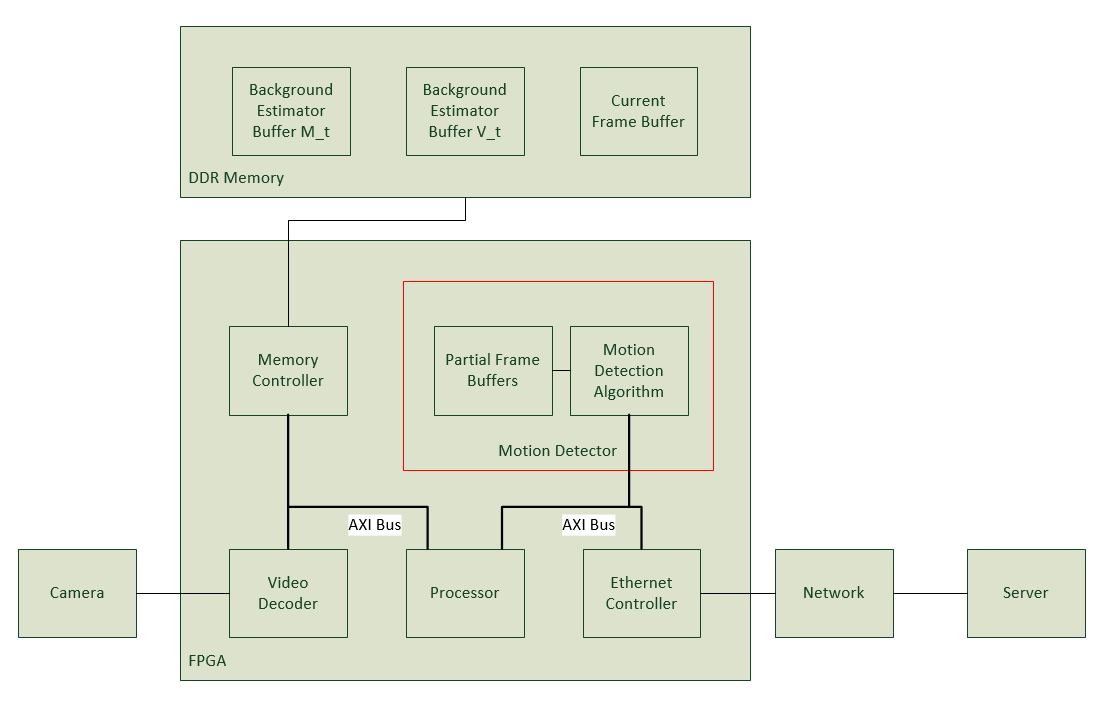 Background
Estimator
Buffer M_t
Background
Estimator
Buffer V_t
Current
Frame Buffer
DDR Memory
Memory
Controller
Partial Frame
Buffers
Motion
Detection
Algorithm
Motion Detector
AXI Bus
AXI Bus
Camera
Video
Decoder
Processor
Ethernet
Controller
Network
Server
FPGA